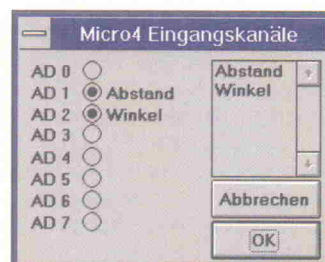 Micro4 Eingangskanäle
AD 0
AD 1 Abstand
AD 2 Winkel
AD 3
AD 4
AD 5
AD 6
AD 7
Abstand
Winkel
Abbrechen
OK